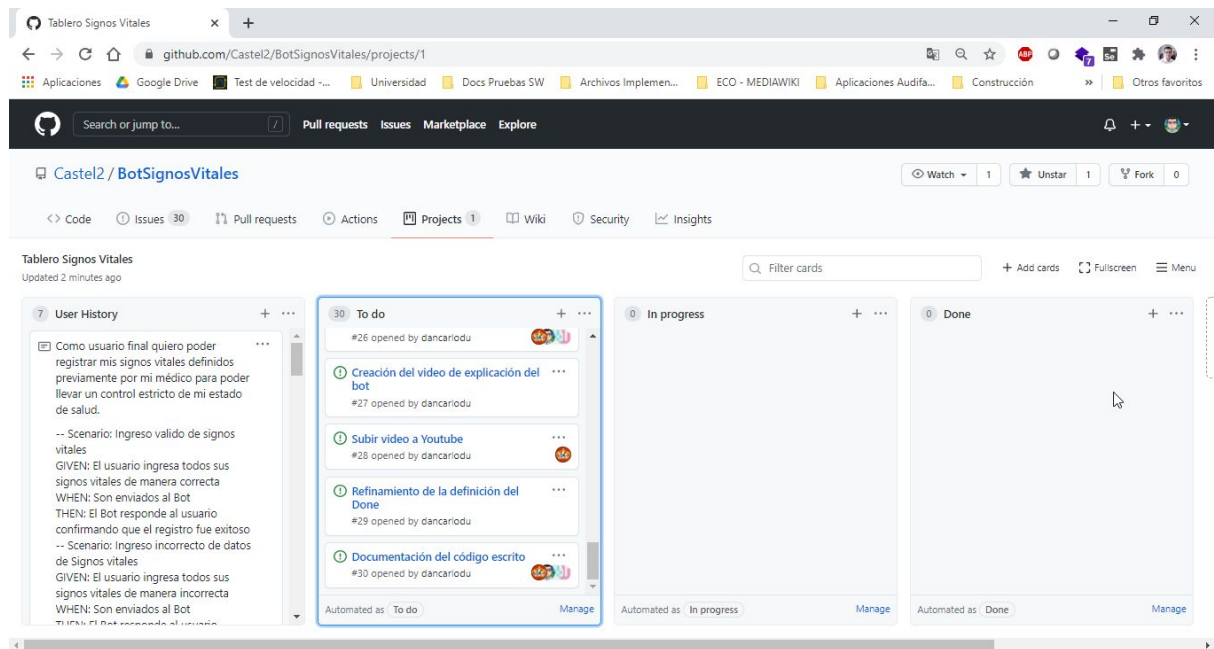 Tablero Signos Vitales
github.com/Castel2/BotSignosVitales/projects/1
ABP
7
Se
Aplicaciones Google Drive Test de velocidad -... Universidad Docs Pruebas SW Archivos Implemen... ECO - MEDIAWIKI Aplicaciones Audifa... Construcción » Otros favoritos
Search or jump to... / Pull requests Issues Marketplace Explore
Castel2 / BotSignosVitales
Watch 1 Unstar 1 Fork 0
Code Issues 30 Pull requests Actions Projects 1 Wiki Security Insights
Tablero Signos Vitales
Updated 2 minutes ago
Filter cards
+ Add cards Fullscreen Menu
7 User History
Como usuario final quiero poder
registrar mis signos vitales definidos
previamente por mi médico para poder
llevar un control estricto de mi estado
de salud.
-- Scenario: Ingreso valido de signos
vitales
GIVEN: El usuario ingresa todos sus
signos vitales de manera correcta
WHEN: Son enviados al Bot
THEN: El Bot responde al usuario
confirmando que el registro fue exitoso
-- Scenario: Ingreso incorrecto de datos
de Signos vitales
GIVEN: El usuario ingresa todos sus
signos vitales de manera incorrecta
WHEN: Son enviados al Bot
THEN: El Bot responde al usuario
30 To do
#26 opened by dancariodu
Creación del video de explicación del
bot
#27 opened by dancariodu
Subir video a Youtube
#28 opened by dancariodu
Refinamiento de la definición del
Done
#29 opened by dancariodu
Documentación del código escrito
#30 opened by dancariodu
Automated as To do Manage
0 In progress
Automated as In progress Manage
0 Done
Automated as Done Manage